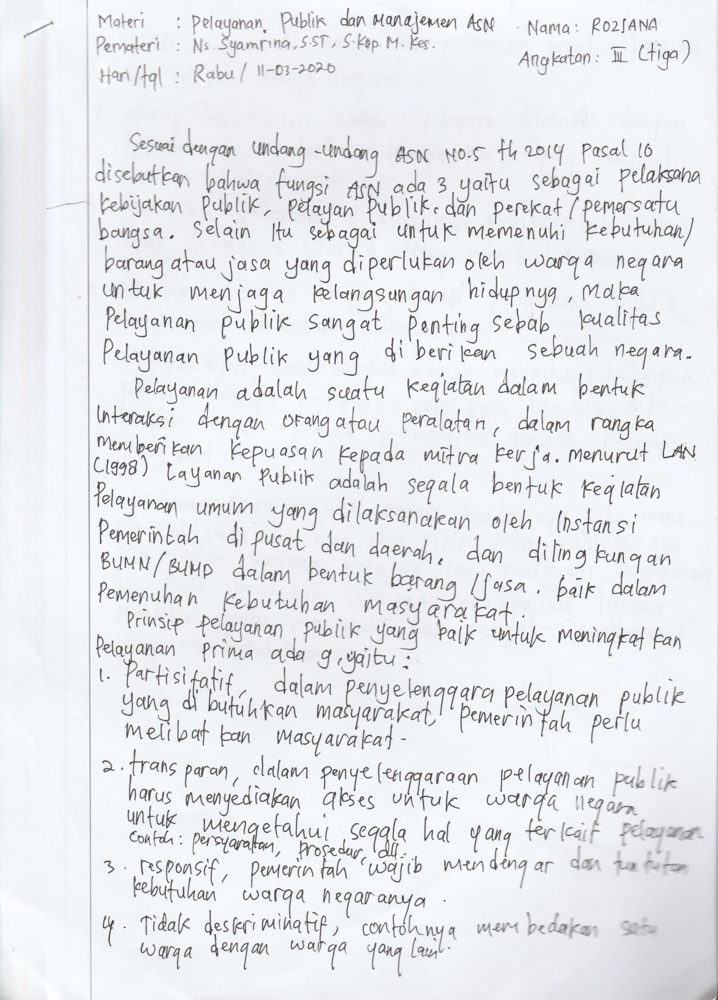 Materi : Pelayanan Publik dan Manajemen ASN
Nama : ROZIANA
Pemateri : Ns. Syamrina, S.ST, S.Kep. M. Kes.
Angkatan : III (tiga)
Hari/tgl : Rabu / 11-03-2020
Sesuai dengan undang-undang ASN NO.5 th 2014 Pasal 10
disebutkan bahwa fungsi ASN ada 3, yaitu sebagai pelaksana
kebijakan publik, pelayan publik, dan perekat / pemersatu
bangsa. Selain itu sebagai untuk memenuhi kebutuhan/
barang atau jasa yang diperlukan oleh warga negara
untuk menjaga kelangsungan hidupnya, Maka
Pelayanan publik sangat penting sebab kualitas
Pelayanan publik yang diberikan sebuah negara.
Pelayanan adalah suatu kegiatan dalam bentuk
Interaksi dengan orang atau peralatan, dalam rangka
memberikan kepuasan kepada mitra kerja. menurut LAN
(1998) Layanan publik adalah segala bentuk kegiatan
Pelayanan umum yang dilaksanakan oleh Instansi
Pemerintah di pusat dan daerah, dan dilingkungan
BUMN/BUMD dalam bentuk barang / jasa. baik dalam
Pemenuhan kebutuhan masyarakat.
Prinsip pelayanan publik yang baik untuk meningkatkan
Pelayanan prima ada 9, yaitu :
1. Partisifatif, dalam penyelenggara pelayanan publik
yang dibutuhkan masyarakat, pemerintah perlu
melibatkan masyarakat -
2. transparan, dalam penyelenggaraan pelayanan publik
harus menyediakan akses untuk warga negara
untuk mengetahui segala hal yang terkait pelayanan
contoh : persyaratan, prosedur, dll.
3. responsif, pemerintah wajib mendengar dan tuntutan
kebutuhan warga negaranya.
4. Tidak deskriminatif, contohnya membedakan satu
warga dengan warga yang lain.